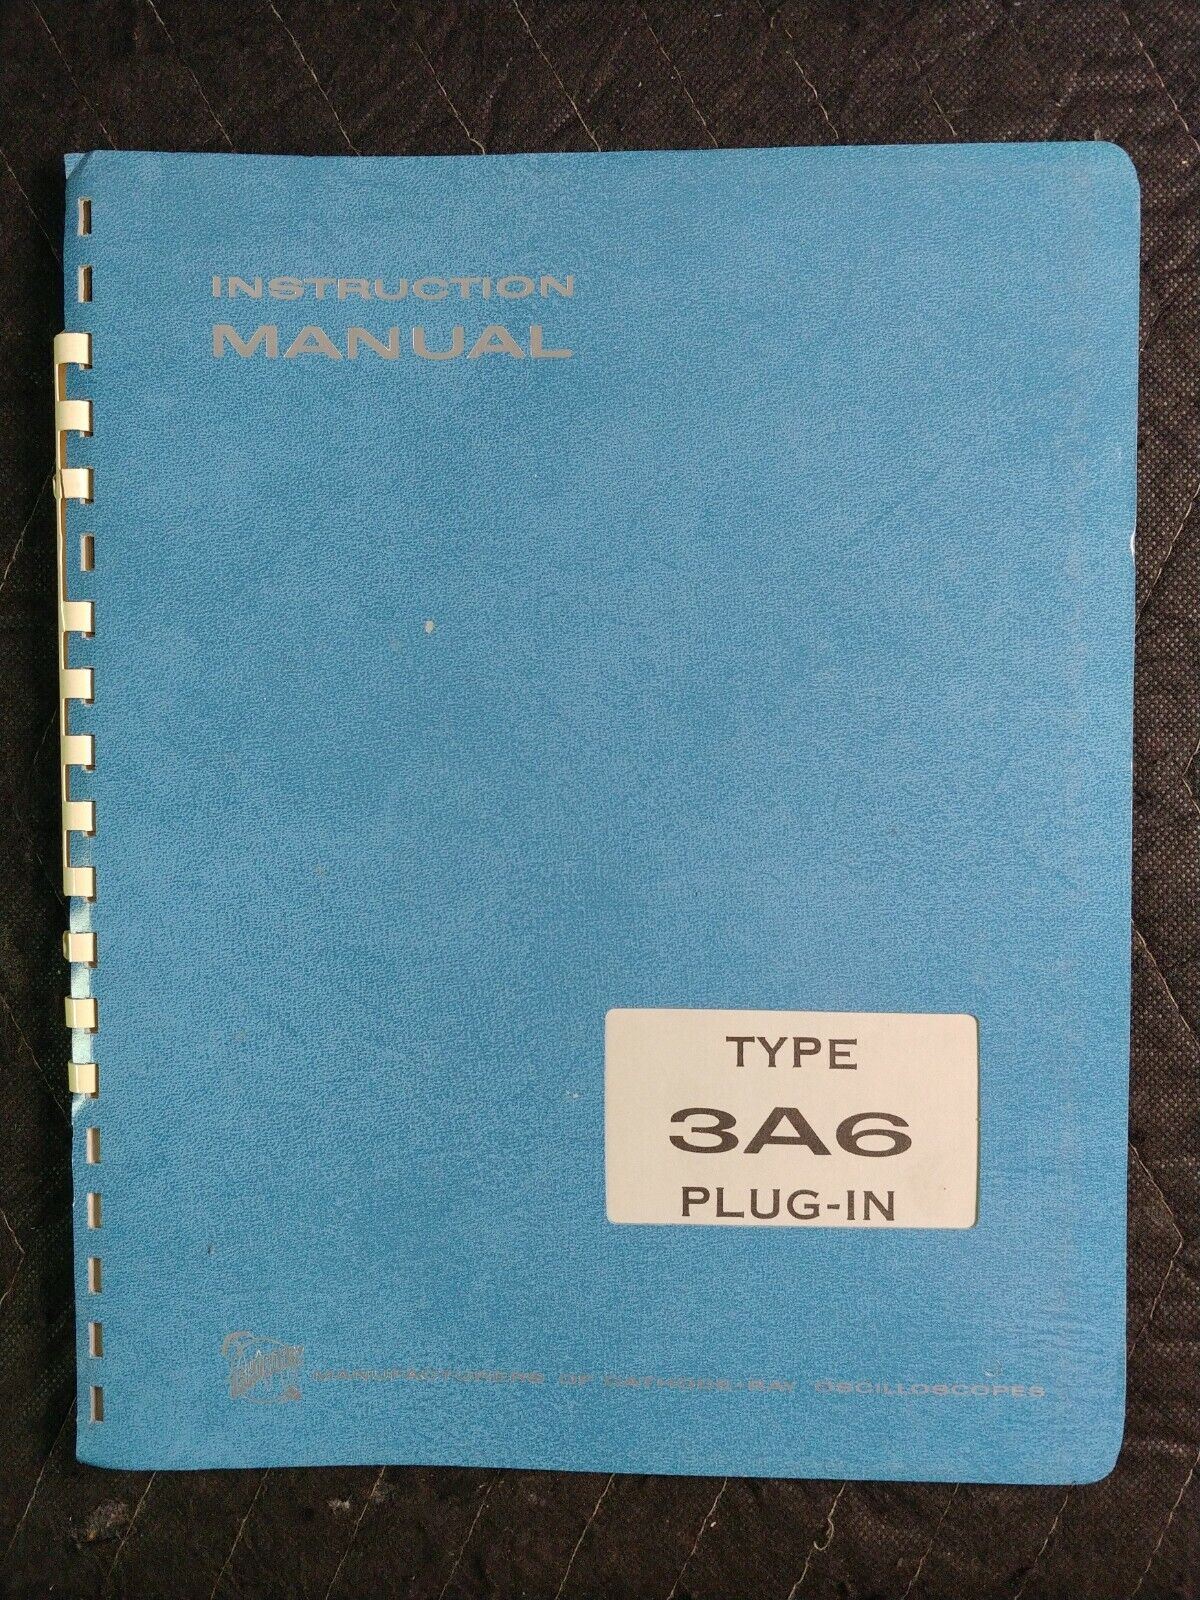 INSTRUCTION
MANUAL
TYPE
3A6
PLUG-IN
MANUFACTURERS OF CATHODE-RAY OSCILLOSCOPES